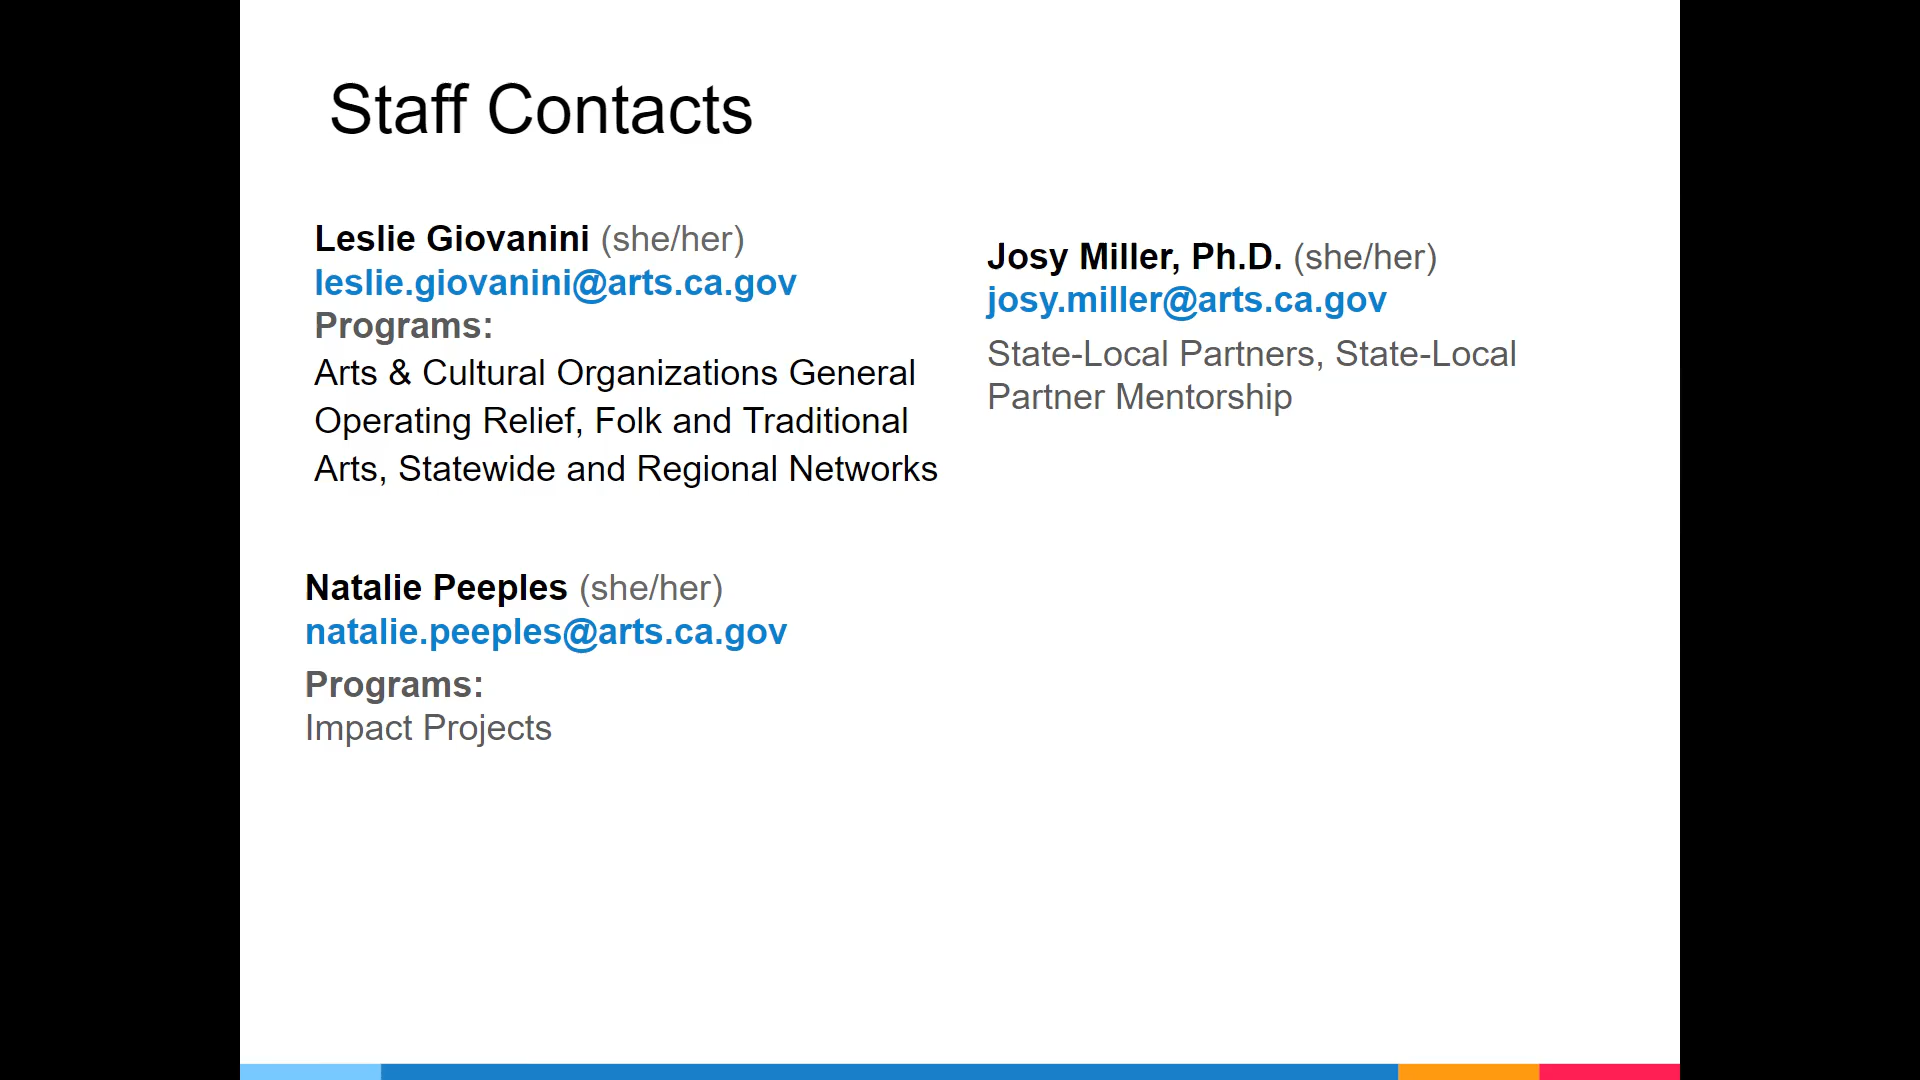 Staff Contacts
Leslie Giovanini (she/her)
leslie.giovanini@arts.ca.gov
Programs:
Arts & Cultural Organizations General
Operating Relief, Folk and Traditional
Arts, Statewide and Regional Networks
Natalie Peeples (she/her)
natalie.peeples@arts.ca.gov
Programs:
Impact Projects
Josy Miller, Ph.D. (she/her)
josy.miller@arts.ca.gov
State-Local Partners, State-Local
Partner Mentorship